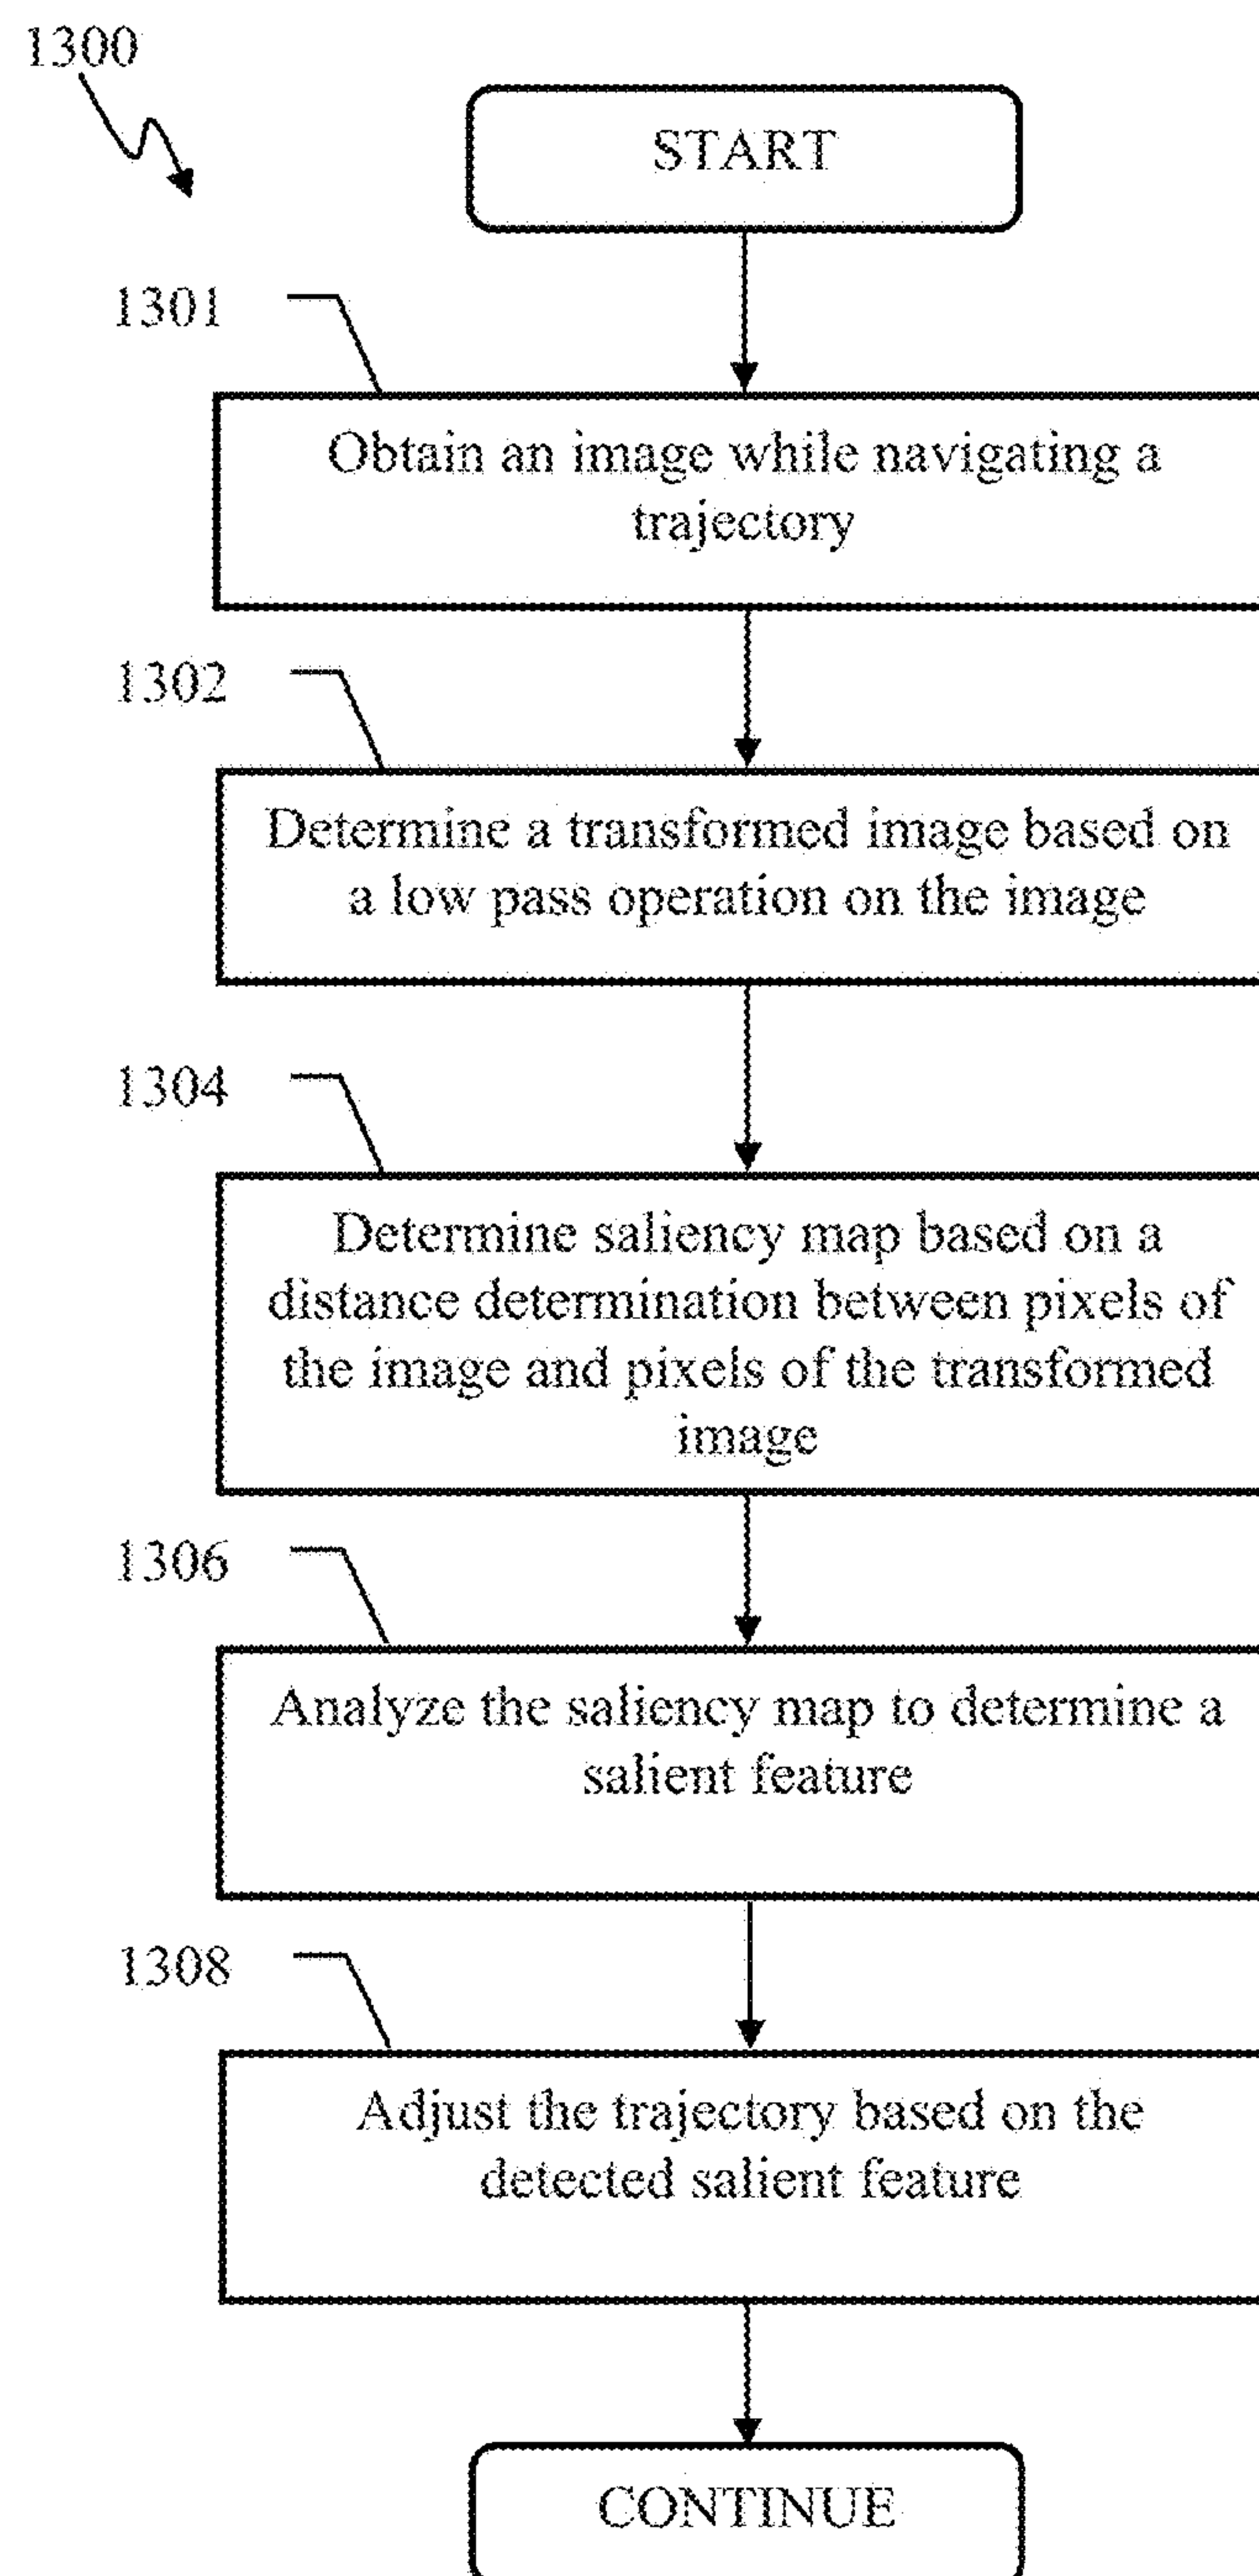 1300
START
1301
Obtain an image while navigating a
trajectory
1302
Determine a transformed image based on
a low pass operation on the image
1304
Determine saliency map based on a
distance determination between pixels of
the image and pixels of the transformed
image
1306
Analyze the saliency map to determine a
salient feature
1308
Adjust the trajectory based on the
detected salient feature
CONTINUE